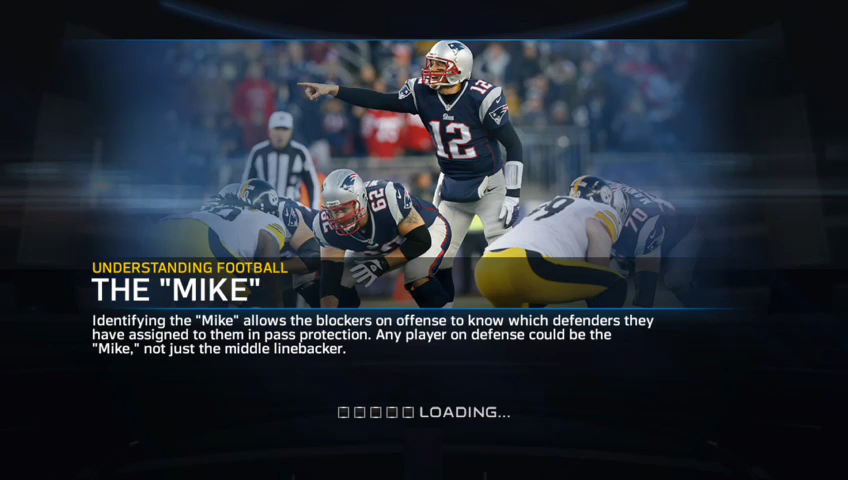 12
12
62
70
UNDERSTANDING FOOTBALL
THE "MIKE"
Identifying the "Mike" allows the blockers on offense to know which defenders they
have assigned to them in pass protection. Any player on defense could be the
"Mike," not just the middle linebacker.
LOADING...